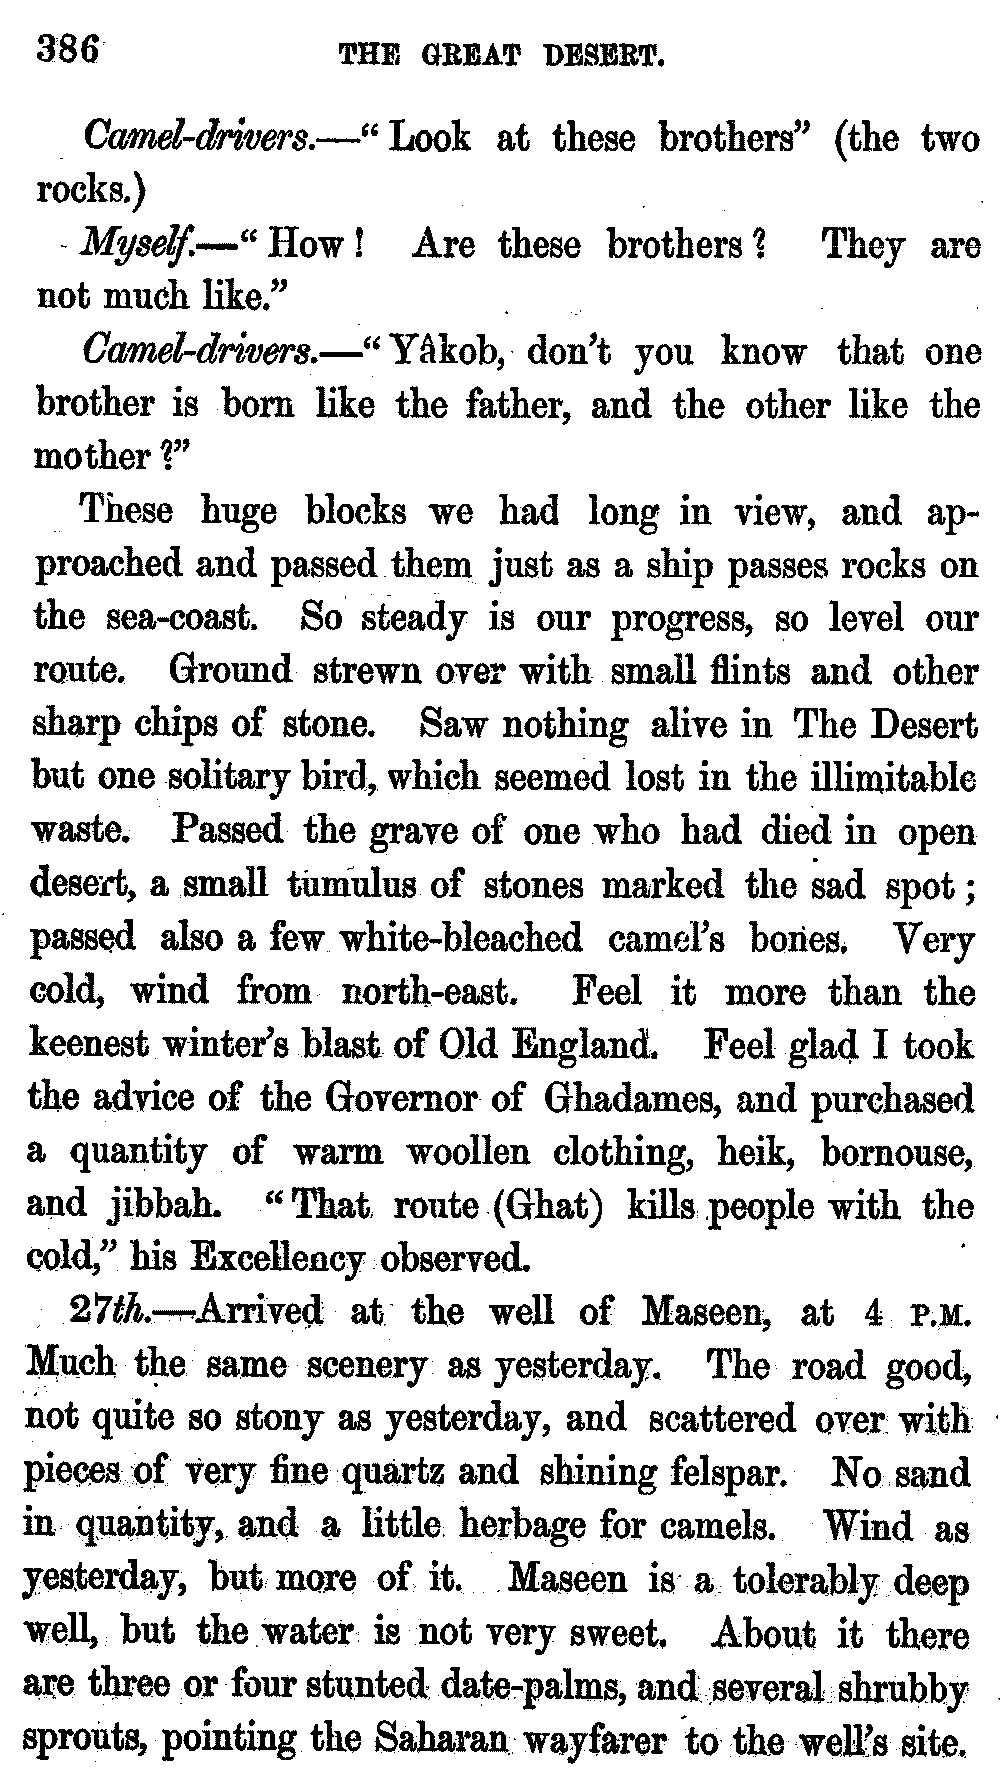 386 THE GREAT DESERT.
Camel-drivers.—“Look at these brothers” (the two
rocks.)
Myself.—“How! Are these brothers? They are
not much like.”
Camel-drivers.—“Yâkob, don’t you know that one
brother is born like the father, and the other like the
mother?”
These huge blocks we had long in view, and ap-
proached and passed them just as a ship passes rocks on
the sea-coast. So steady is our progress, so level our
route. Ground strewn over with small flints and other
sharp chips of stone. Saw nothing alive in The Desert
but one solitary bird, which seemed lost in the illimitable
waste. Passed the grave of one who had died in open
desert, a small tumulus of stones marked the sad spot;
passed also a few white-bleached camel’s bones. Very
cold, wind from north-east. Feel it more than the
keenest winter’s blast of Old England. Feel glad I took
the advice of the Governor of Ghadames, and purchased
a quantity of warm woollen clothing, heik, bornouse,
and jibbah. “That route (Ghat) kills people with the
cold,” his Excellency observed.
27th.—Arrived at the well of Maseen, at 4 P.M.
Much the same scenery as yesterday. The road good,
not quite so stony as yesterday, and scattered over with
pieces of very fine quartz and shining felspar. No sand
in quantity, and a little herbage for camels. Wind as
yesterday, but more of it. Maseen is a tolerably deep
well, but the water is not very sweet. About it there
are three or four stunted date-palms, and several shrubby
sprouts, pointing the Saharan wayfarer to the well’s site.